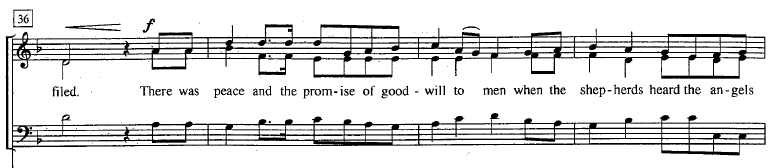 36
f
filed. There was peace and the prom-ise of good-will to men when the shep-herds heard the an-gels